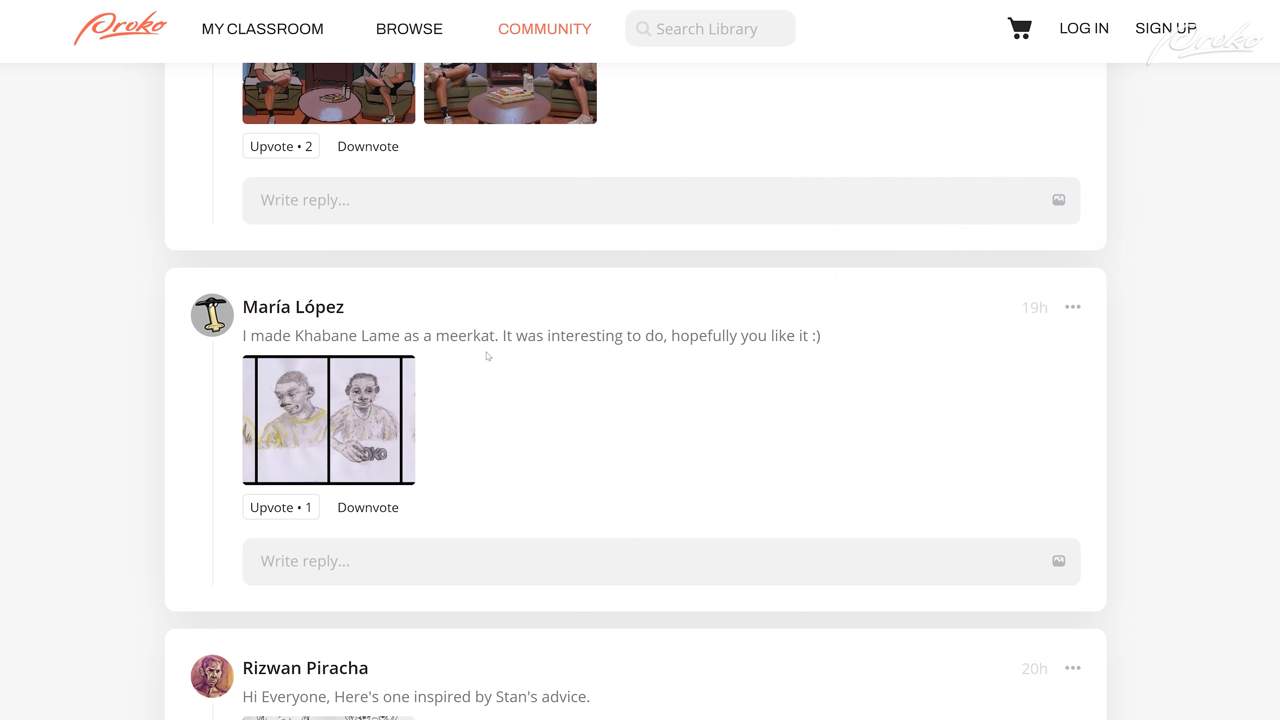 Proko MY CLASSROOM BROWSE COMMUNITY Search Library LOG IN SIGN UP
Proko
Upvote • 2 Downvote
Write reply...
María López 19h
I made Khabane Lame as a meerkat. It was interesting to do, hopefully you like it :)
Upvote • 1 Downvote
Write reply...
Rizwan Piracha 20h
Hi Everyone, Here's one inspired by Stan's advice.